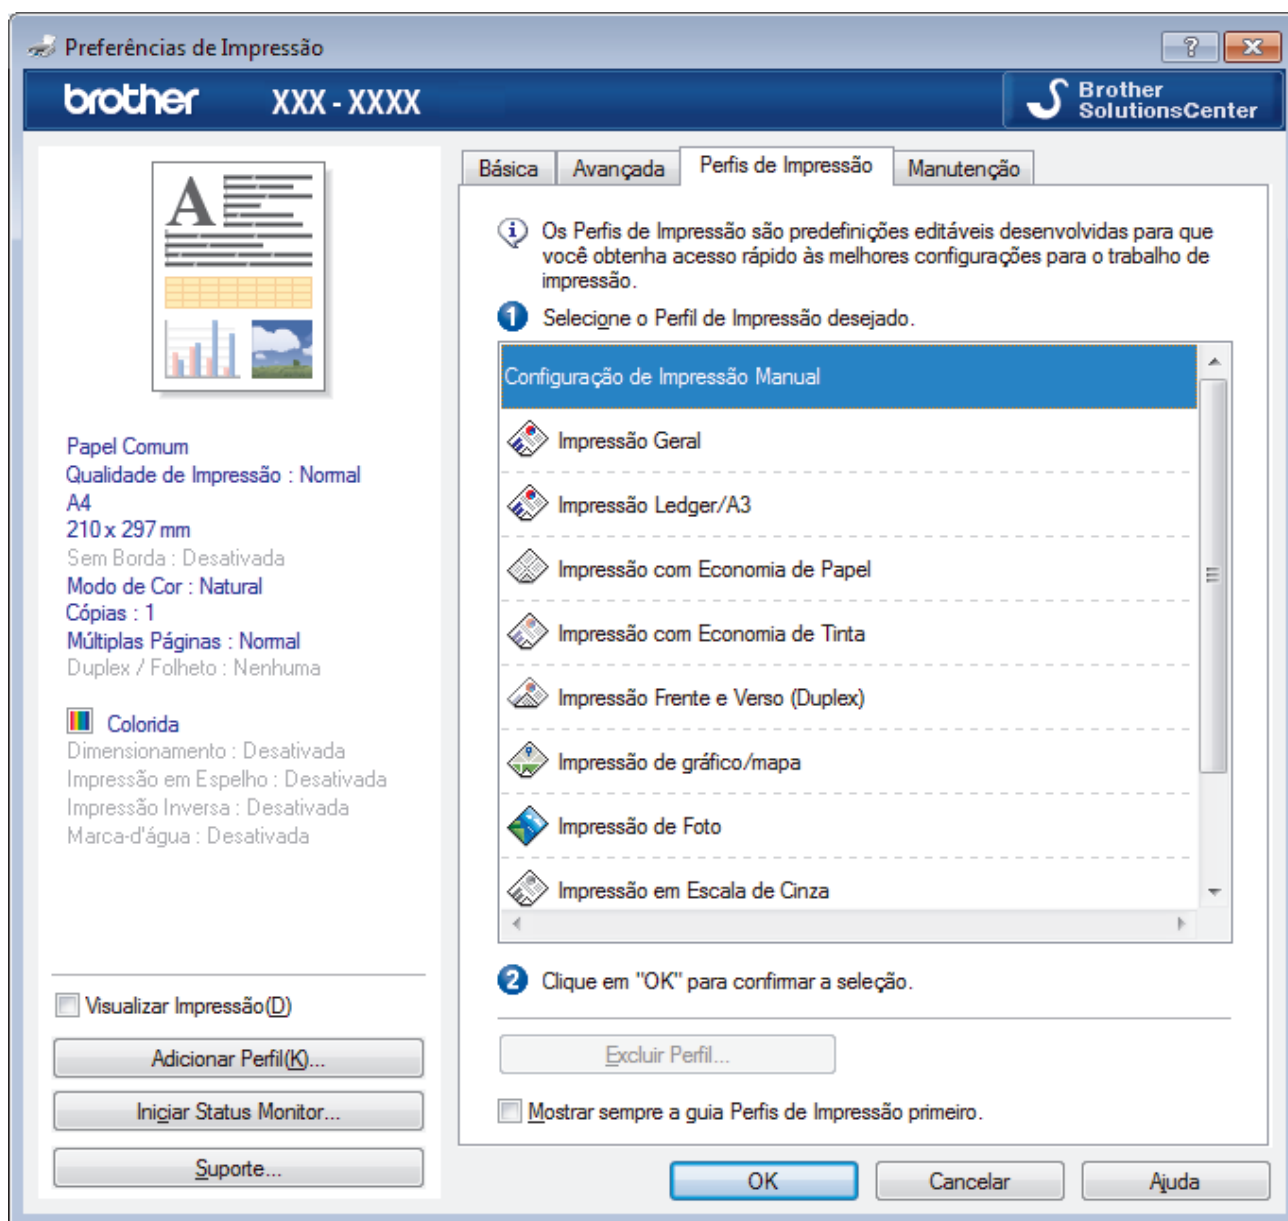 Preferências de Impressão
brother XXX - XXXX
Brother
SolutionsCenter
A
Papel Comum
Qualidade de Impressão : Normal
A4
210 x 297 mm
Sem Borda : Desativada
Modo de Cor : Natural
Cópias : 1
Múltiplas Páginas : Normal
Duplex / Folheto : Nenhuma
Colorida
Dimensionamento : Desativada
Impressão em Espelho : Desativada
Impressão Inversa : Desativada
Marca-d'água : Desativada
Visualizar Impressão(D)
Adicionar Perfil(K)...
Iniciar Status Monitor...
Suporte...
Básica Avançada Perfis de Impressão Manutenção
Os Perfis de Impressão são predefinições editáveis desenvolvidas para que
você obtenha acesso rápido às melhores configurações para o trabalho de
impressão.
1 Selecione o Perfil de Impressão desejado.
Configuração de Impressão Manual
Impressão Geral
Impressão Ledger/A3
Impressão com Economia de Papel
Impressão com Economia de Tinta
Impressão Frente e Verso (Duplex)
Impressão de gráfico/mapa
Impressão de Foto
Impressão em Escala de Cinza
2 Clique em "OK" para confirmar a seleção.
Excluir Perfil...
Mostrar sempre a guia Perfis de Impressão primeiro.
OK Cancelar Ajuda